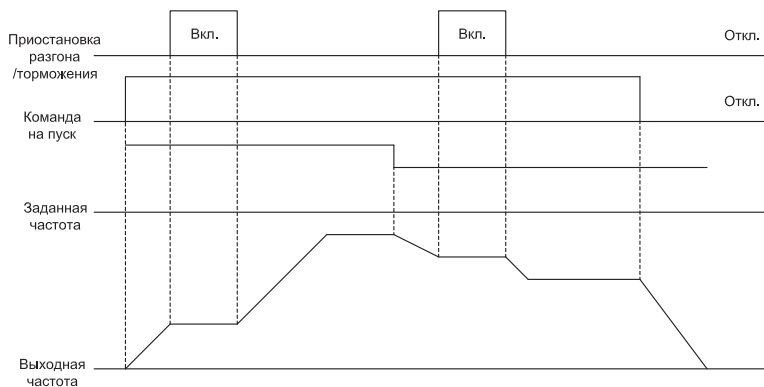 Вкл.
Вкл.
Откл.
Приостановка
разгона
/торможения
Откл.
Команда
на пуск
Заданная
частота
Выходная
частота